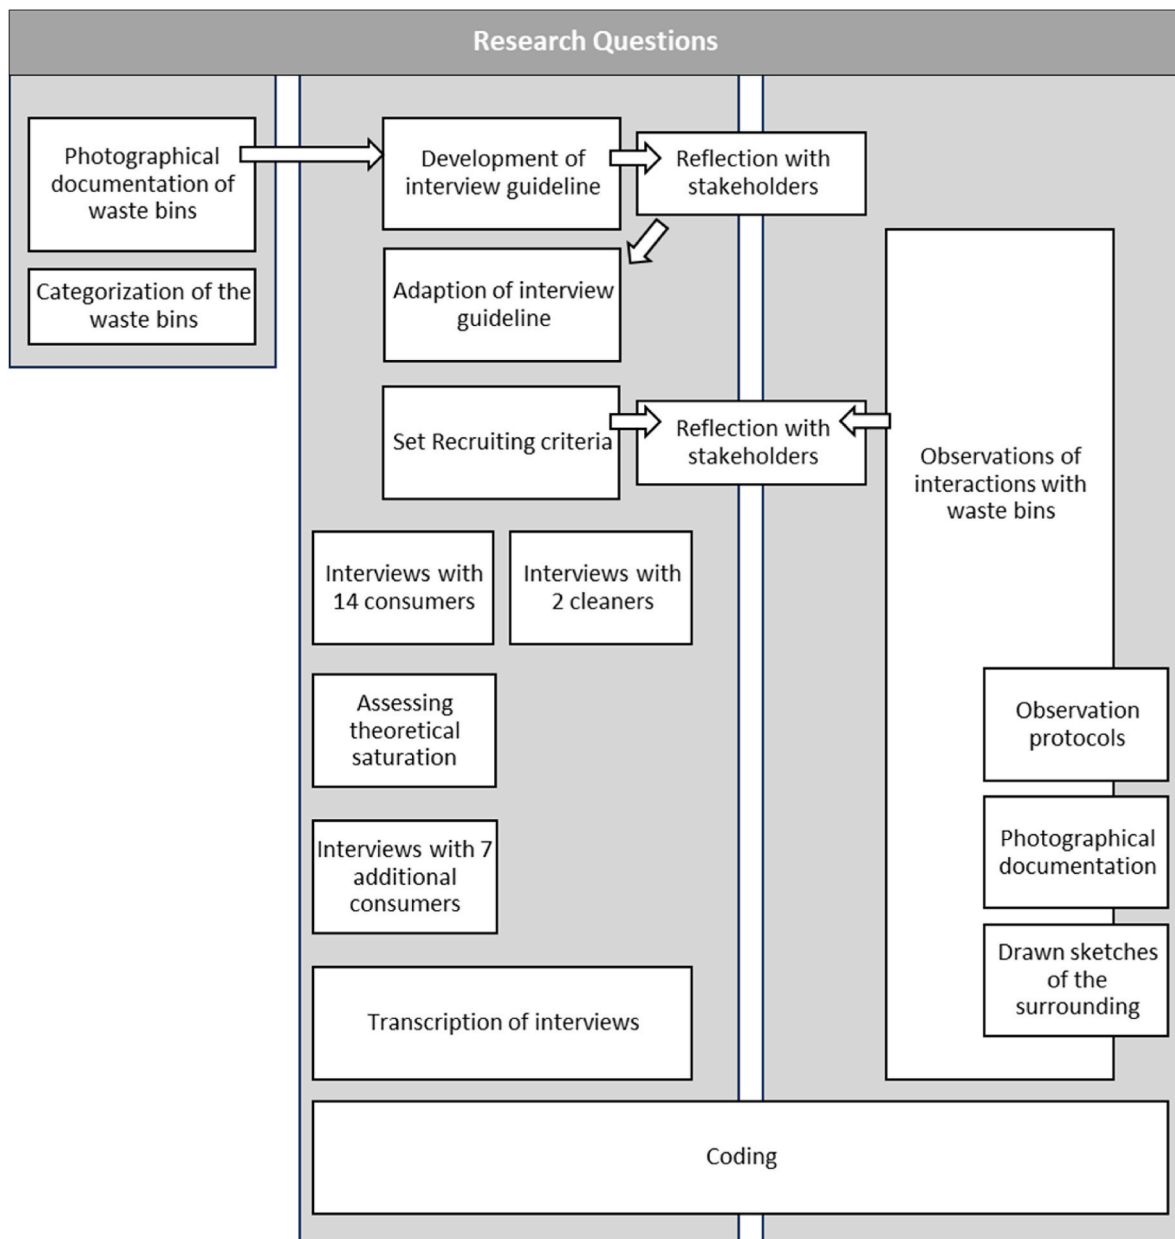 Research Questions
Photographical
documentation of
waste bins
Categorization of the
waste bins
Development of
interview guideline
Reflection with
stakeholders
Adaption of interview
guideline
Set Recruiting criteria
Reflection with
stakeholders
Observations of
interactions with
waste bins
Interviews with
14 consumers
Interviews with
2 cleaners
Assessing
theoretical
saturation
Interviews with 7
additional
consumers
Transcription of interviews
Observation
protocols
Photographical
documentation
Drawn sketches
of the
surrounding
Coding